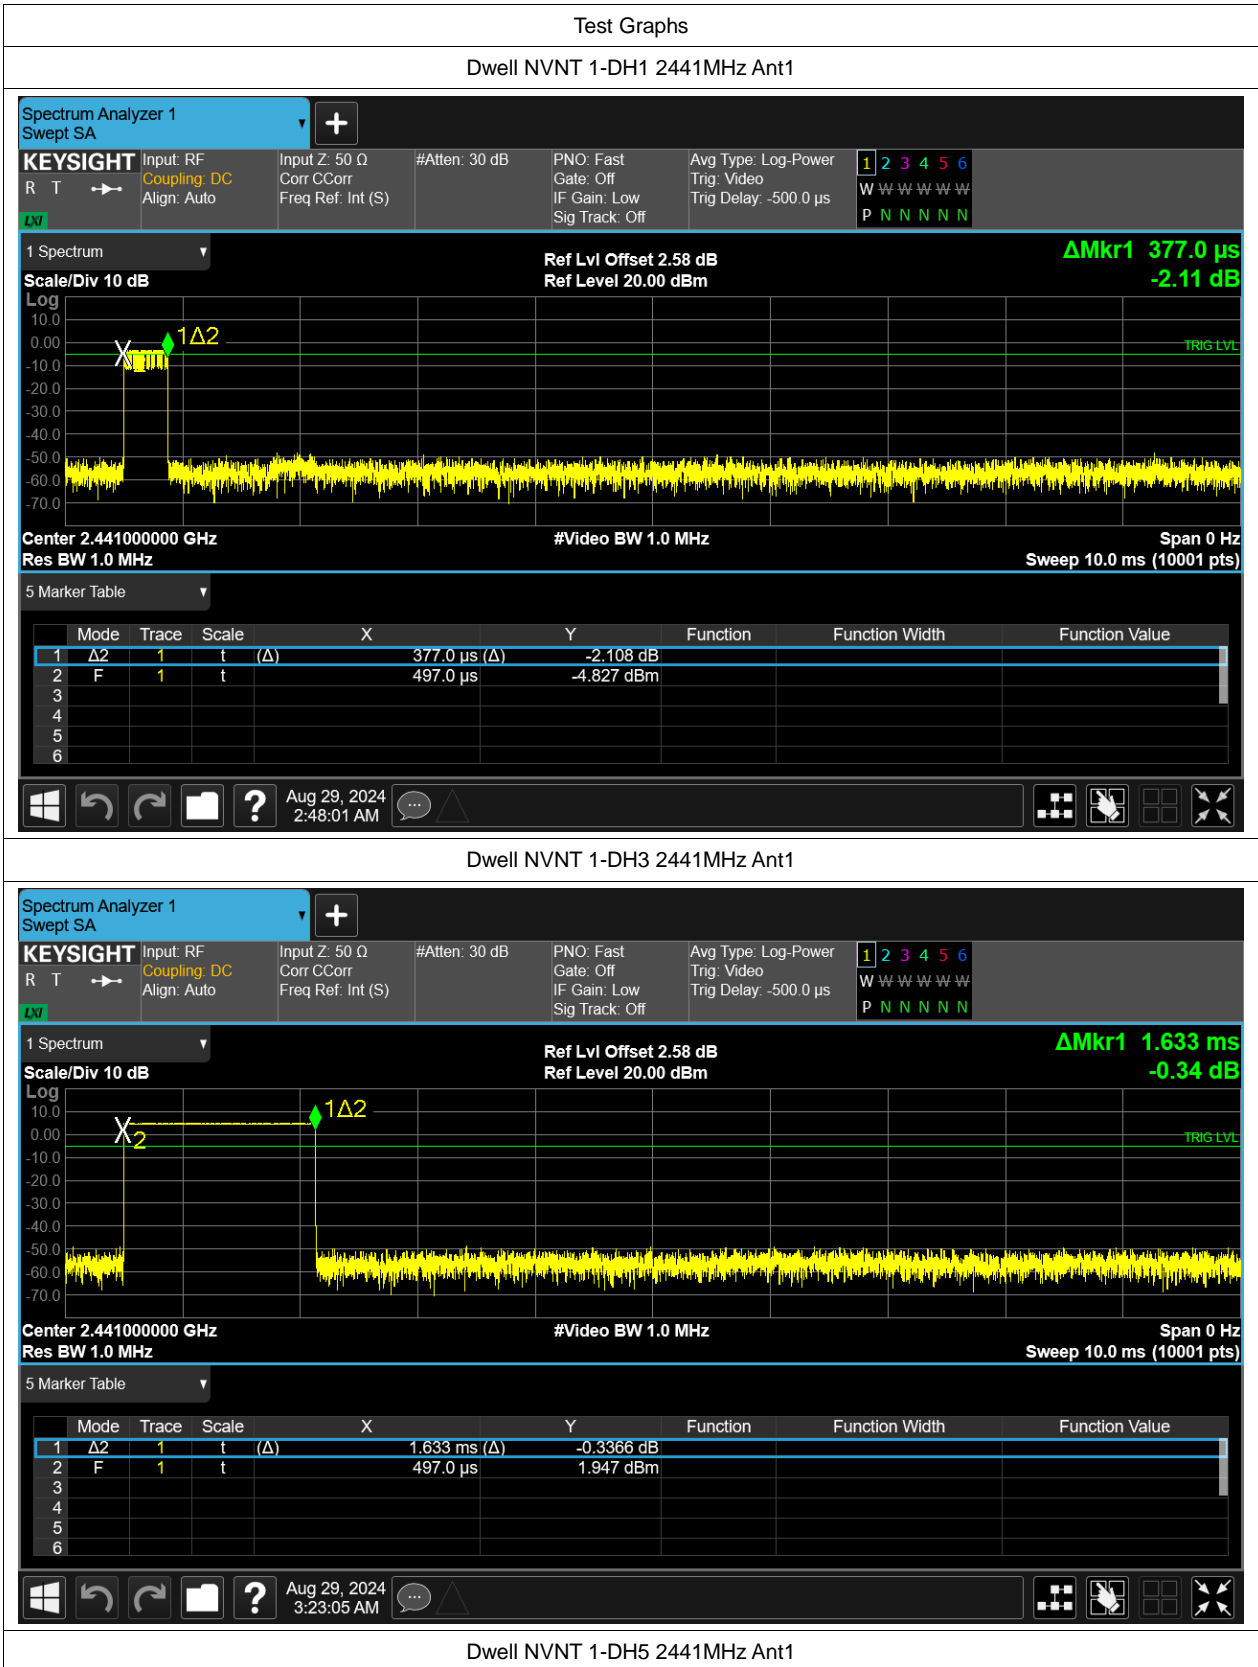 Test Graphs
Dwell NVNT 1-DH1 2441MHz Ant1
Spectrum Analyzer 1
Swept SA
KEYSIGHT Input: RF Input Z: 50 Ω #Atten: 30 dB PNO: Fast Avg Type: Log-Power 1 2 3 4 5 6
R T Coupling: DC Corr CCorr Gate: Off Trig: Video W W W W W W
Align: Auto Freq Ref: Int (S) IF Gain: Low Trig Delay: -500.0 µs
LXI Sig Track: Off P N N N N N
1 Spectrum Ref Lvl Offset 2.58 dB ΔMkr1 377.0 µs
Scale/Div 10 dB Ref Level 20.00 dBm -2.11 dB
Log
10.0
0.00 1Δ2 TRIG LVL
-10.0
-20.0
-30.0
-40.0
-50.0
-60.0
-70.0
Center 2.441000000 GHz #Video BW 1.0 MHz Span 0 Hz
Res BW 1.0 MHz Sweep 10.0 ms (10001 pts)
5 Marker Table
Mode Trace Scale X Y Function Function Width Function Value
1 Δ2 1 t (Δ) 377.0 µs (Δ) -2.108 dB
2 F 1 t 497.0 µs -4.827 dBm
3
4
5
6
Aug 29, 2024
2:48:01 AM
Dwell NVNT 1-DH3 2441MHz Ant1
Spectrum Analyzer 1
Swept SA
KEYSIGHT Input: RF Input Z: 50 Ω #Atten: 30 dB PNO: Fast Avg Type: Log-Power 1 2 3 4 5 6
R T Coupling: DC Corr CCorr Gate: Off Trig: Video W W W W W W
Align: Auto Freq Ref: Int (S) IF Gain: Low Trig Delay: -500.0 µs
LXI Sig Track: Off P N N N N N
1 Spectrum Ref Lvl Offset 2.58 dB ΔMkr1 1.633 ms
Scale/Div 10 dB Ref Level 20.00 dBm -0.34 dB
Log
10.0 1Δ2
0.00 2 TRIG LVL
-10.0
-20.0
-30.0
-40.0
-50.0
-60.0
-70.0
Center 2.441000000 GHz #Video BW 1.0 MHz Span 0 Hz
Res BW 1.0 MHz Sweep 10.0 ms (10001 pts)
5 Marker Table
Mode Trace Scale X Y Function Function Width Function Value
1 Δ2 1 t (Δ) 1.633 ms (Δ) -0.3366 dB
2 F 1 t 497.0 µs 1.947 dBm
3
4
5
6
Aug 29, 2024
3:23:05 AM
Dwell NVNT 1-DH5 2441MHz Ant1